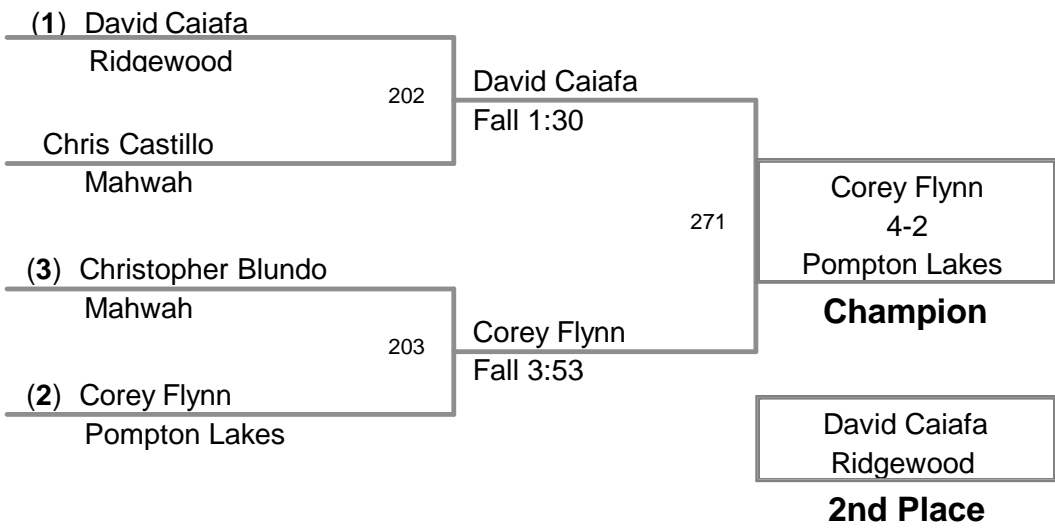 (1) David Caiafa
Ridgewood
202
David Caiafa
Fall 1:30
Chris Castillo
Mahwah
271
Corey Flynn
4-2
Pompton Lakes
Champion
(3) Christopher Blundo
Mahwah
203
Corey Flynn
Fall 3:53
(2) Corey Flynn
Pompton Lakes
David Caiafa
Ridgewood
2nd Place